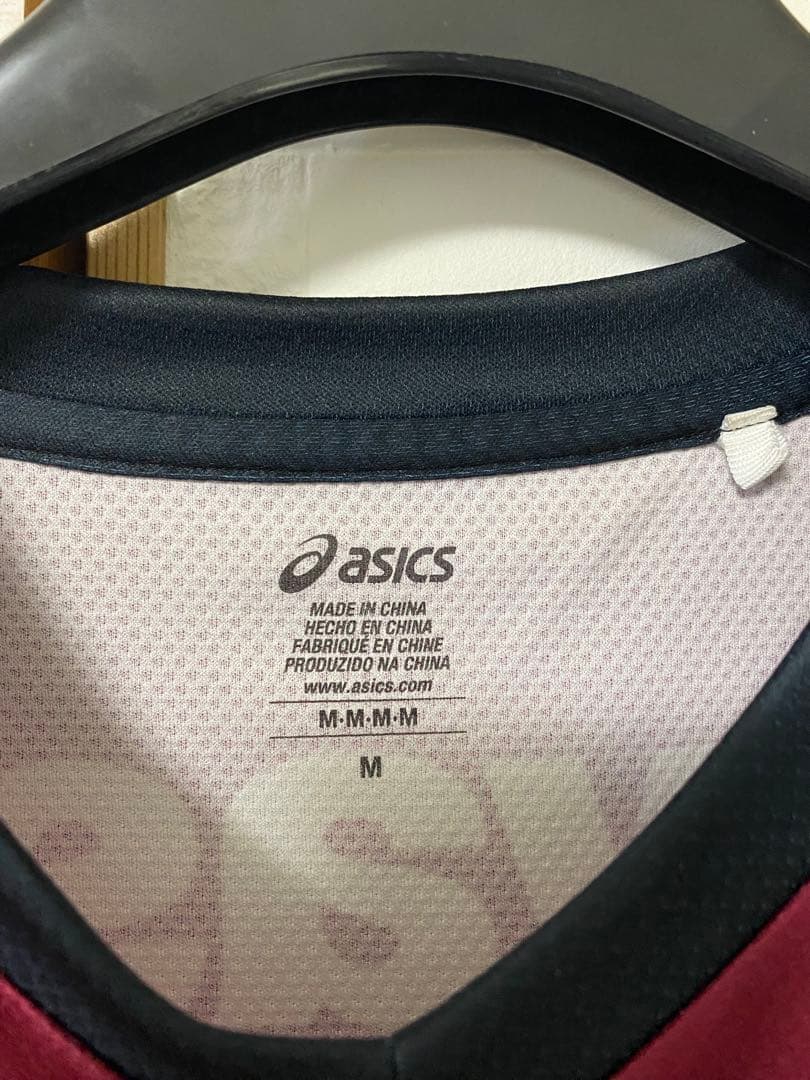 asics
MADE IN CHINA
HECHO EN CHINA
FABRIQUÉ EN CHINE
PRODUZIDO NA CHINA
www.asics.com
M·M·M·M
M